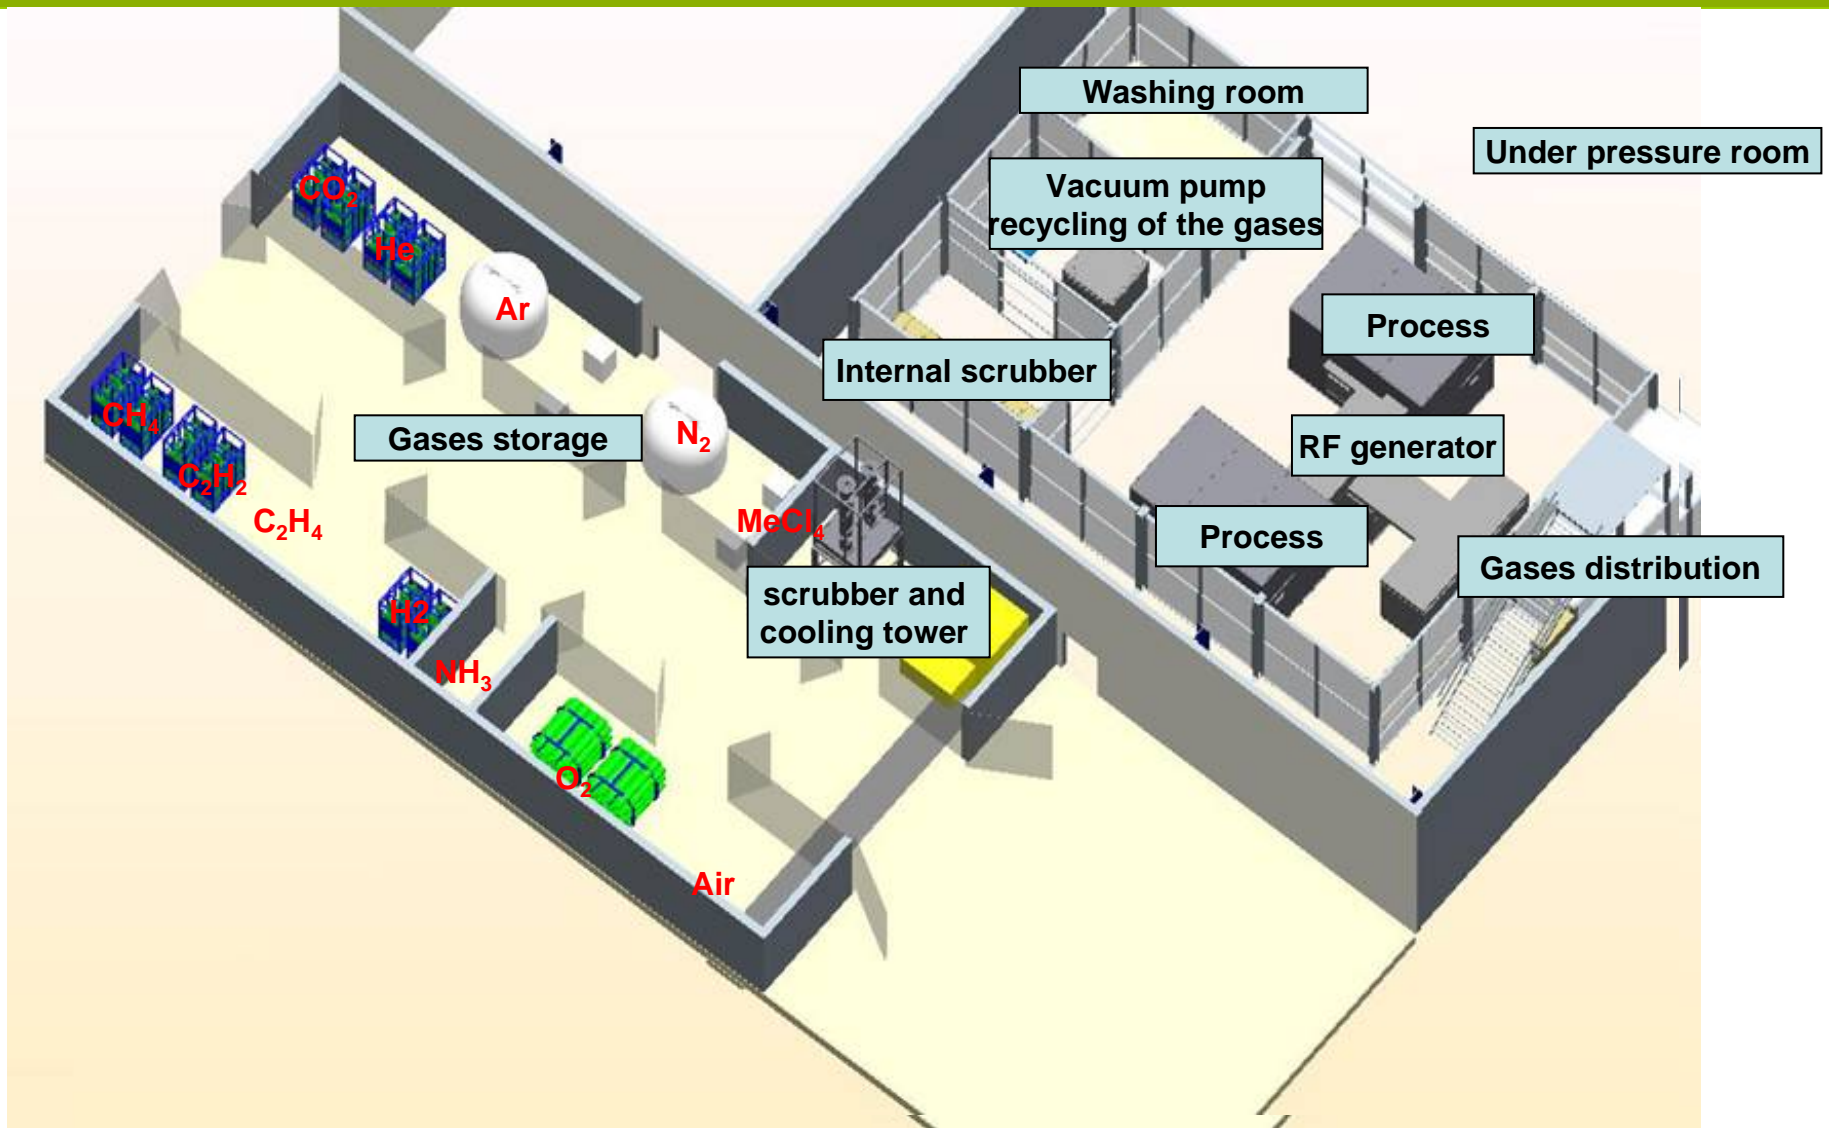 Washing room
Under pressure room
Vacuum pump
recycling of the gases
CO₂
He
Ar
Process
Internal scrubber
CH₄
Gases storage
N₂
RF generator
C₂H₂
C₂H₄
MeCl₄
Process
Gases distribution
scrubber and
cooling tower
H2
NH₃
O₂
Air